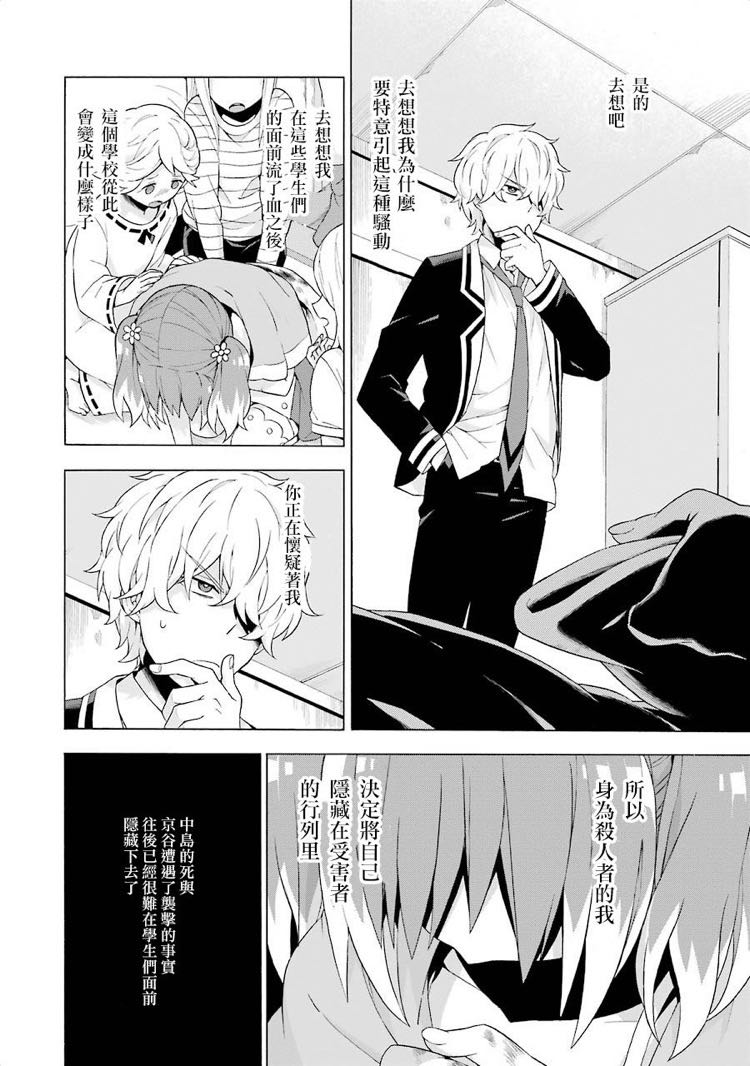 是的
去想吧
去想想我為什麼
要特意引起這種騷動
去想想我
在這些學生們
的面前流了血之後
這個學校從此
會變成什麼樣子
你正在懷疑著我
所以
身為殺人者的我
決定將自己
隱藏在受害者
的行列里
中島的死與
京谷遭遇了襲擊的事實
往後已經很難在學生們面前
隱藏下去了